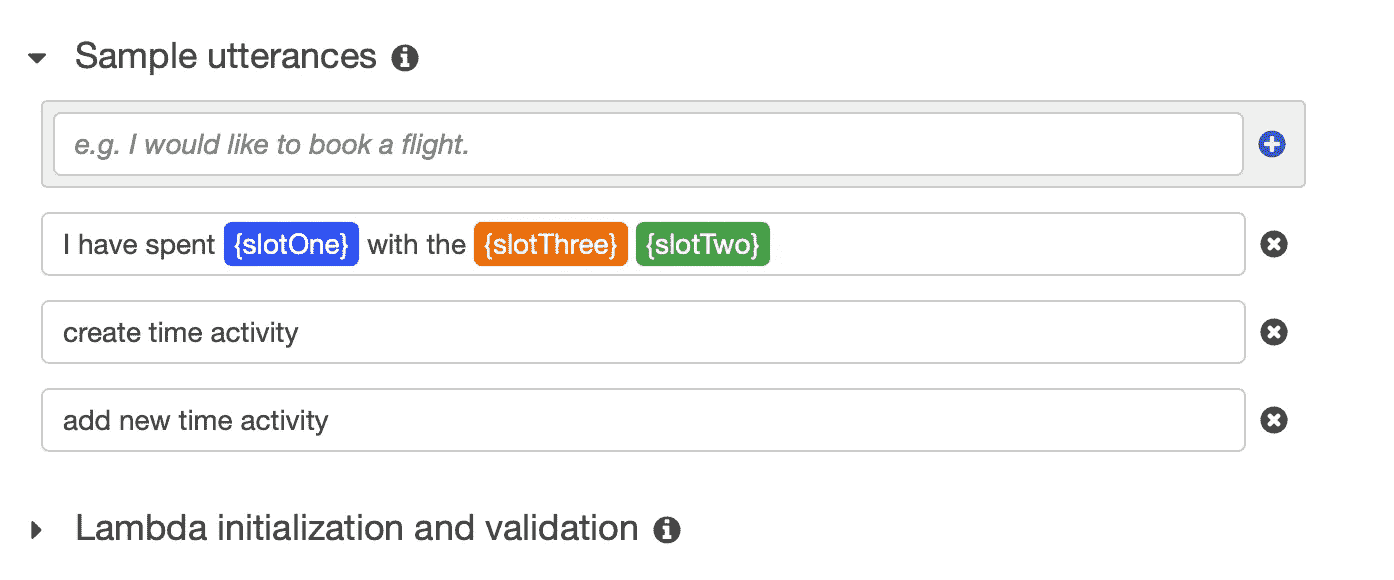 Sample utterances
e.g. I would like to book a flight.
I have spent {slotOne} with the {slotThree} {slotTwo}
create time activity
add new time activity
Lambda initialization and validation